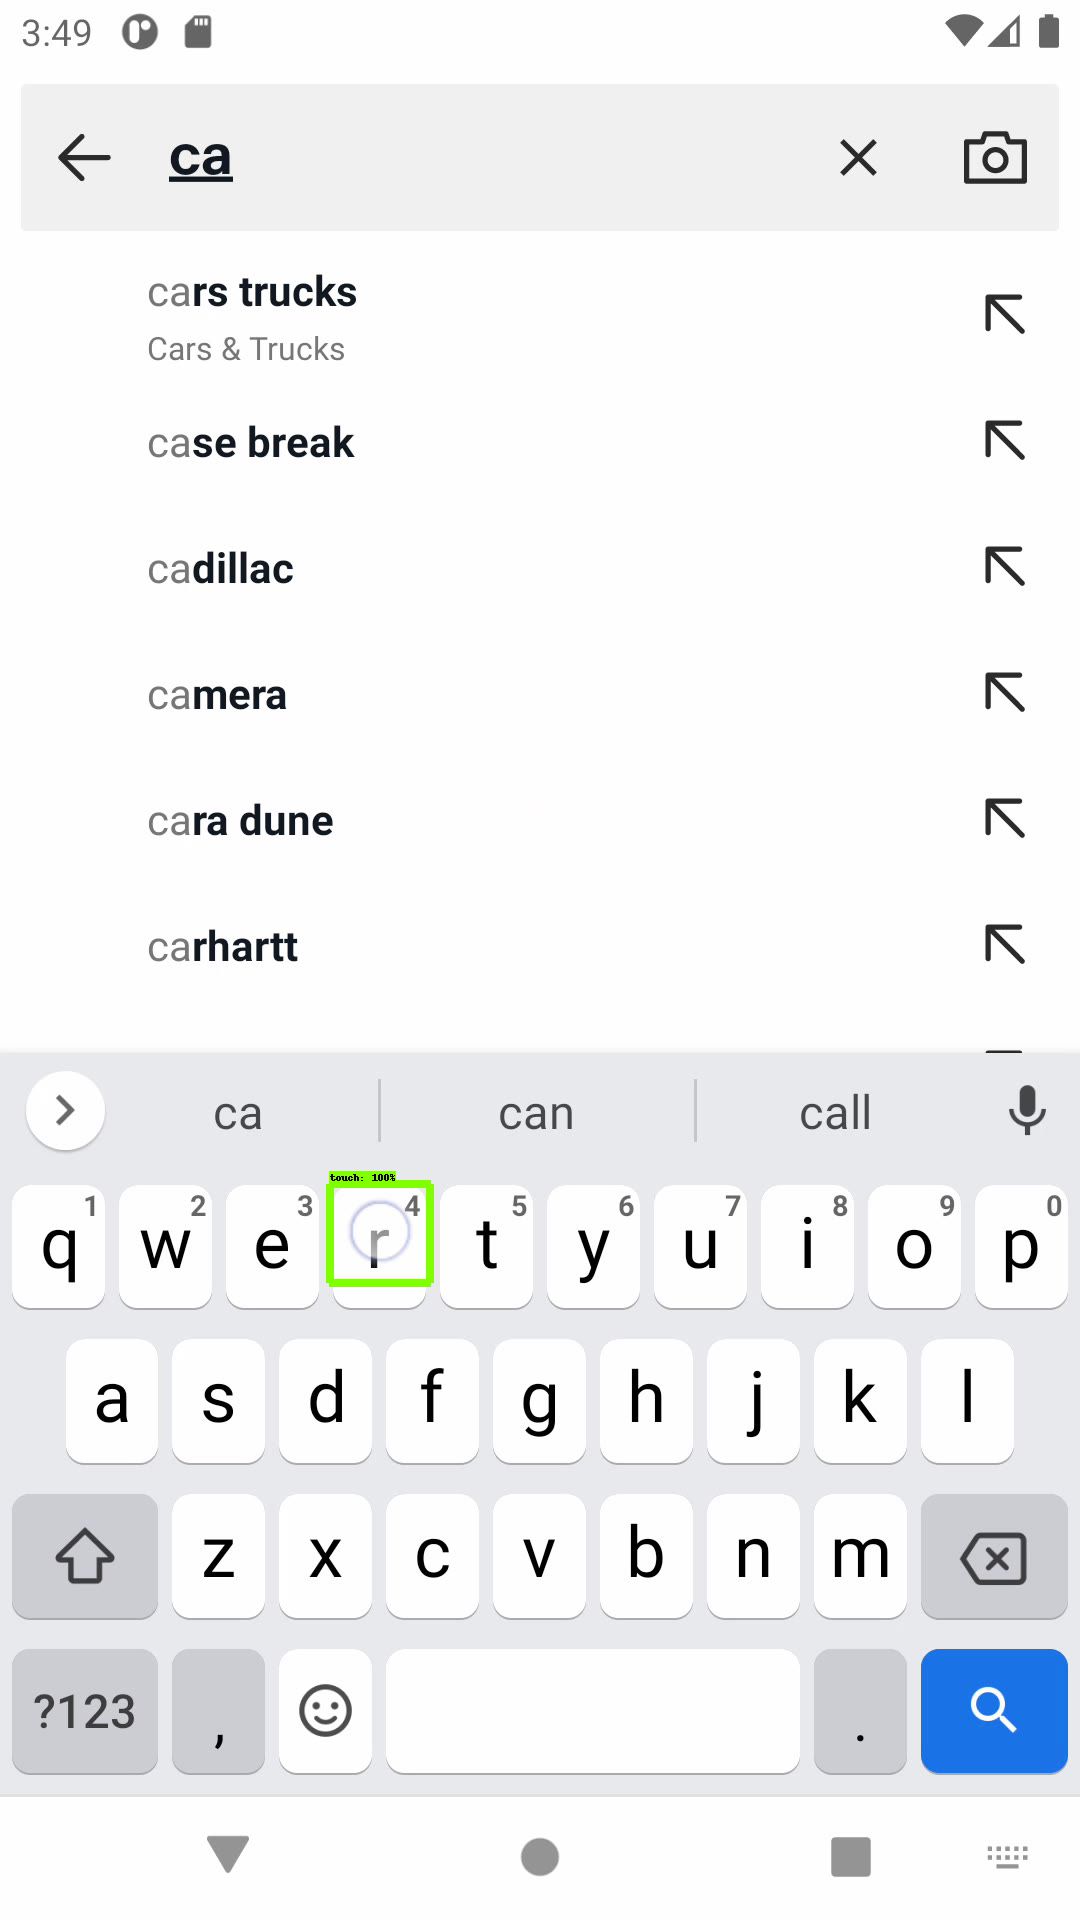 3:49
ca
cars trucks
Cars & Trucks
case break
cadillac
camera
cara dune
carhartt
ca can call
touch: 100%
1 2 3 4 5 6 7 8 9 0
q w e r t y u i o p
a s d f g h j k l
z x c v b n m
?123 , .